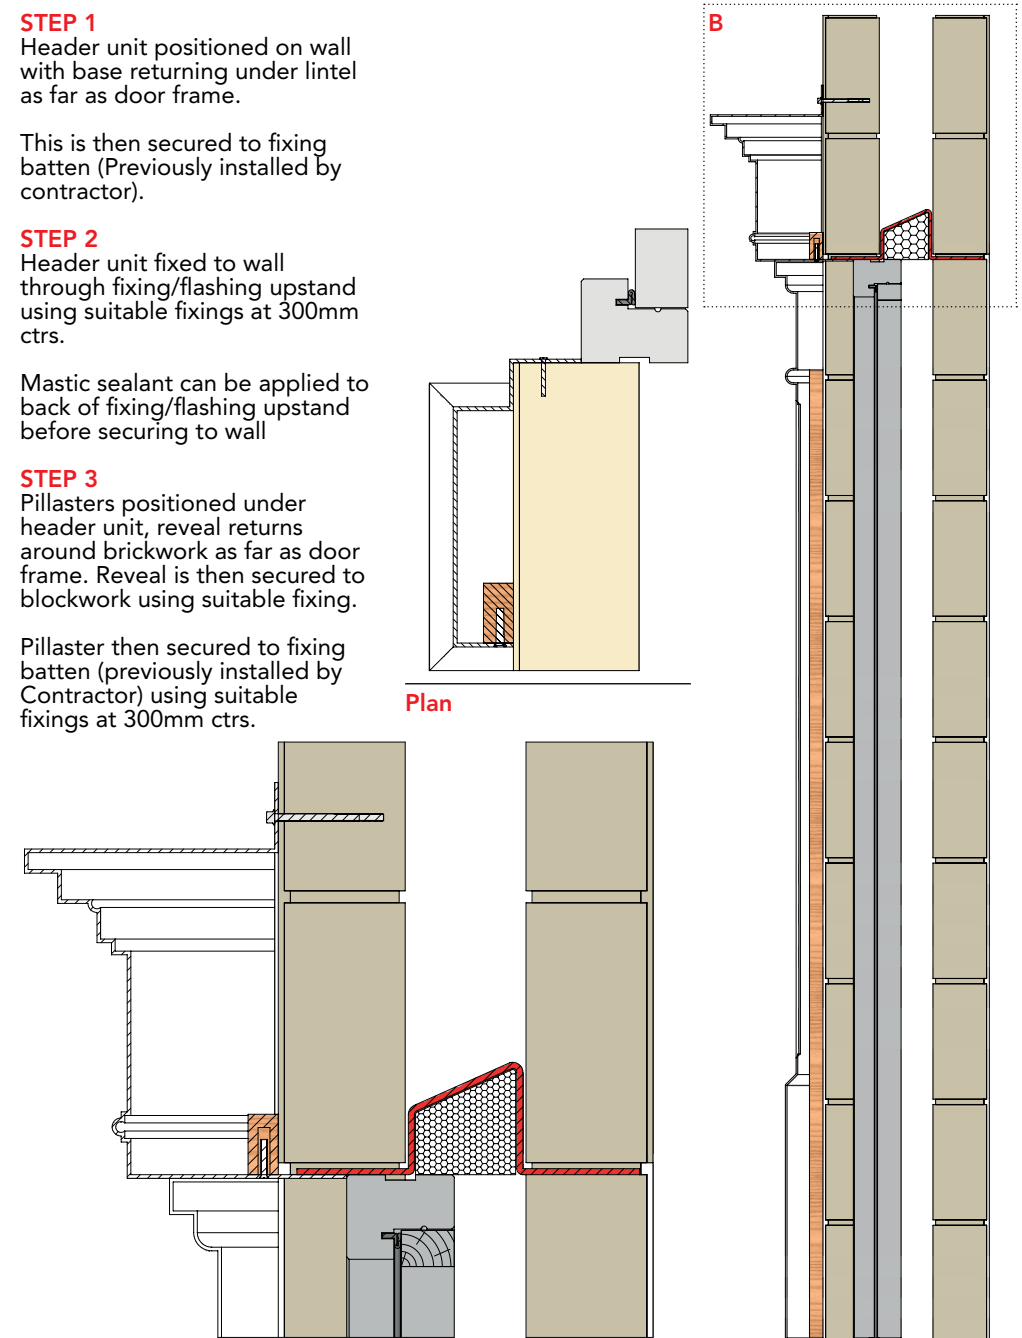 STEP 1
Header unit positioned on wall
with base returning under lintel
as far as door frame.
This is then secured to fixing
batten (Previously installed by
contractor).
STEP 2
Header unit fixed to wall
through fixing/flashing upstand
using suitable fixings at 300mm
ctrs.
Mastic sealant can be applied to
back of fixing/flashing upstand
before securing to wall
STEP 3
Pillasters positioned under
header unit, reveal returns
around brickwork as far as door
frame. Reveal is then secured to
blockwork using suitable fixing.
Pillaster then secured to fixing
batten (previously installed by
Contractor) using suitable
fixings at 300mm ctrs.
Plan
B